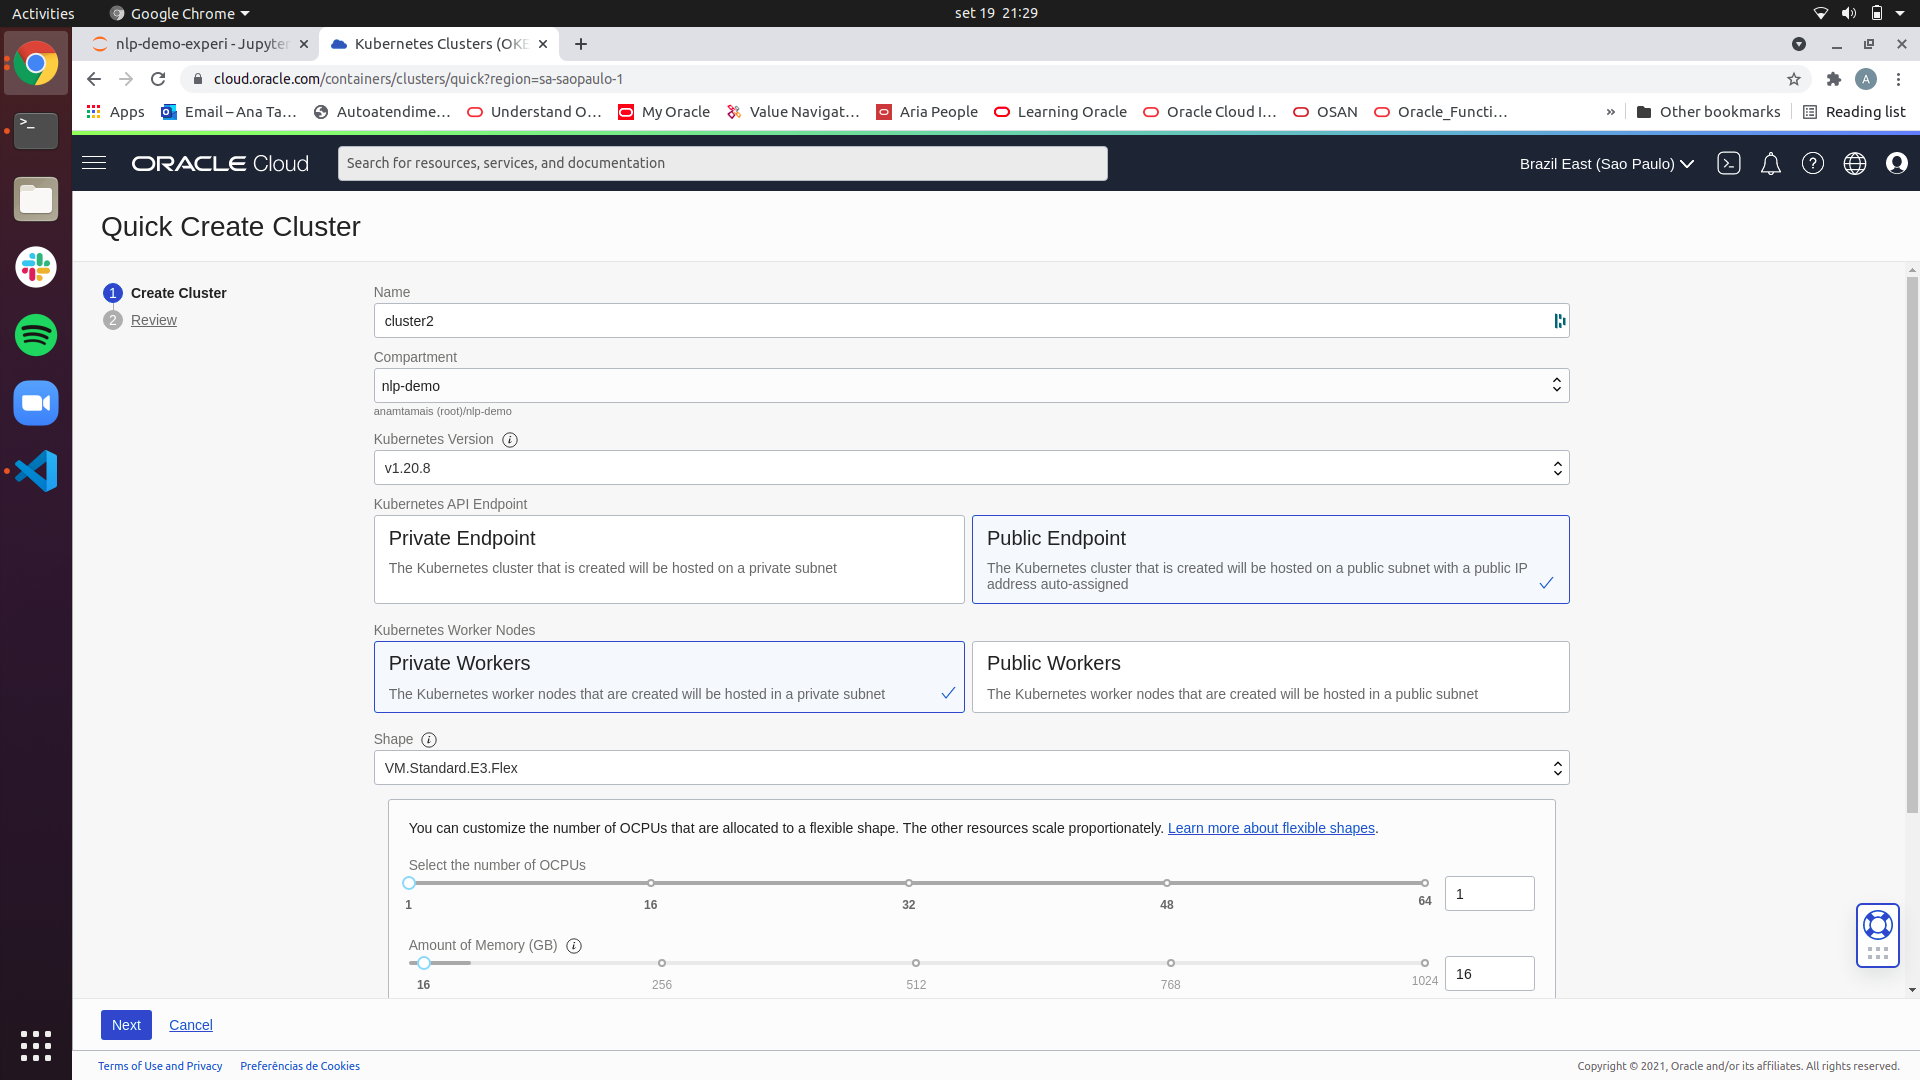 Activities
Google Chrome
set 19 21:29
nlp-demo-experi - Jupyter
Kubernetes Clusters (OKE
cloud.oracle.com/containers/clusters/quick?region=sa-saopaulo-1
A
Apps
Email – Ana Ta…
Autoatendime…
Understand O…
My Oracle
Value Navigat…
Aria People
Learning Oracle
Oracle Cloud I…
OSAN
Oracle_Functi…
»
Other bookmarks
Reading list
ORACLE Cloud
Search for resources, services, and documentation
Brazil East (Sao Paulo)
Quick Create Cluster
1 Create Cluster
2 Review
Name
cluster2
Compartment
nlp-demo
anamtamais (root)/nlp-demo
Kubernetes Version
v1.20.8
Kubernetes API Endpoint
Private Endpoint
The Kubernetes cluster that is created will be hosted on a private subnet
Public Endpoint
The Kubernetes cluster that is created will be hosted on a public subnet with a public IP
address auto-assigned
Kubernetes Worker Nodes
Private Workers
The Kubernetes worker nodes that are created will be hosted in a private subnet
Public Workers
The Kubernetes worker nodes that are created will be hosted in a public subnet
Shape
VM.Standard.E3.Flex
You can customize the number of OCPUs that are allocated to a flexible shape. The other resources scale proportionately. Learn more about flexible shapes.
Select the number of OCPUs
1 16 32 48 64
1
Amount of Memory (GB)
16 256 512 768 1024
16
Next
Cancel
Terms of Use and Privacy
Preferências de Cookies
Copyright © 2021, Oracle and/or its affiliates. All rights reserved.